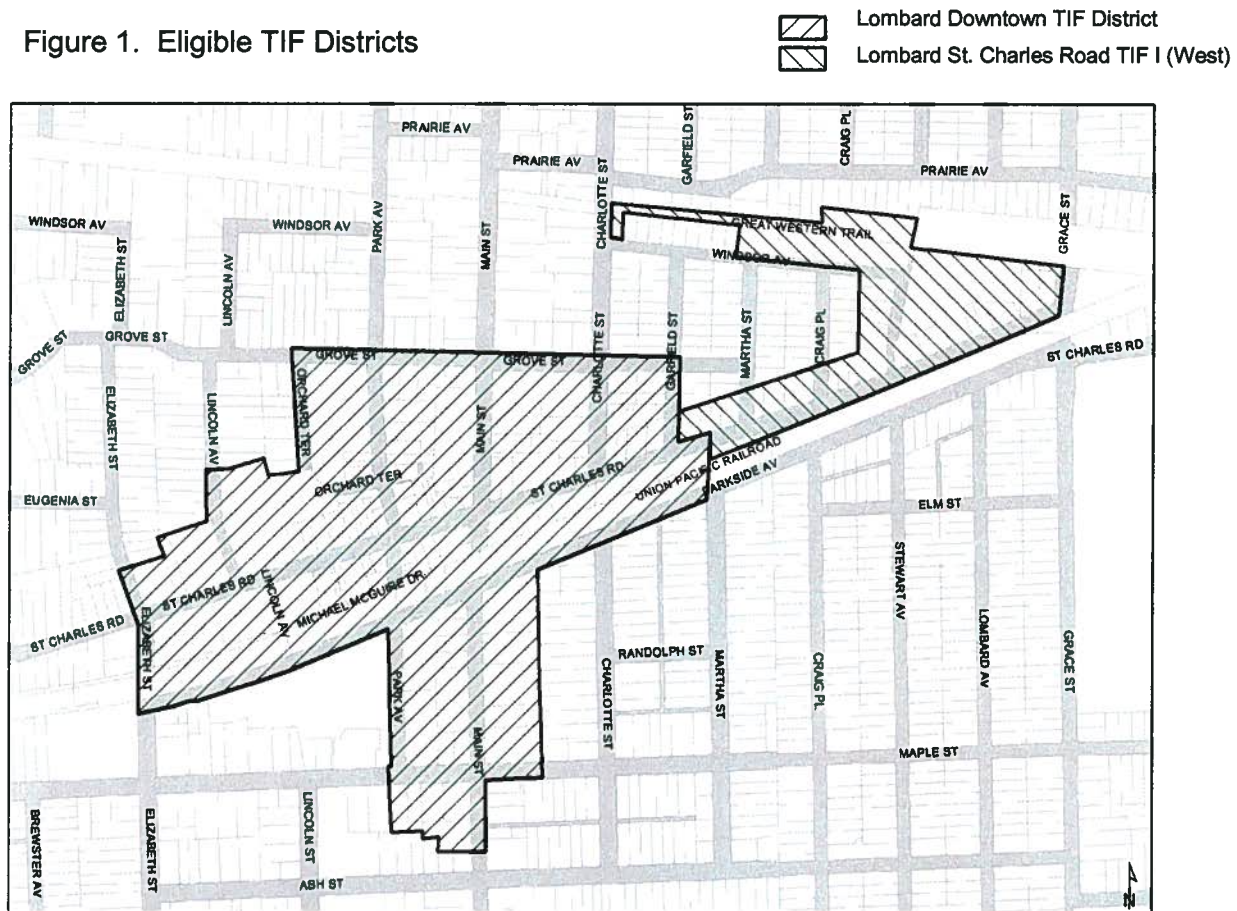 Figure 1. Eligible TIF Districts
Lombard Downtown TIF District
Lombard St. Charles Road TIF I (West)
PRAIRIE AV
PRAIRIE AV
PRAIRIE AV
CHARLOTTE ST
GARFIELD ST
CRAIG PL
GRACE ST
WINDSOR AV
WINDSOR AV
ELIZABETH ST
LINCOLN AV
PARK AV
MAIN ST
GREAT WESTERN TRAIL
WINDSOR AV
GROVE ST
GROVE ST
GROVE ST
GROVE ST
CHARLOTTE ST
GARFIELD ST
MARTHA ST
CRAIG PL
ST CHARLES RD
ELIZABETH ST
LINCOLN AV
ORCHARD TER
MAIN ST
ORCHARD TER
ST CHARLES RD
UNION PACIFIC RAILROAD
PARKSIDE AV
EUGENIA ST
ELM ST
ST CHARLES RD
ST CHARLES RD
LINCOLN AV
MICHAEL MCGUIRE DR.
STEWART AV
LOMBARD AV
GRACE ST
ELIZABETH ST
PARK AV
MAIN ST
CHARLOTTE ST
RANDOLPH ST
MARTHA ST
CRAIG PL
MAPLE ST
BREWSTER AV
ELIZABETH ST
LINCOLN ST
ASH ST
N